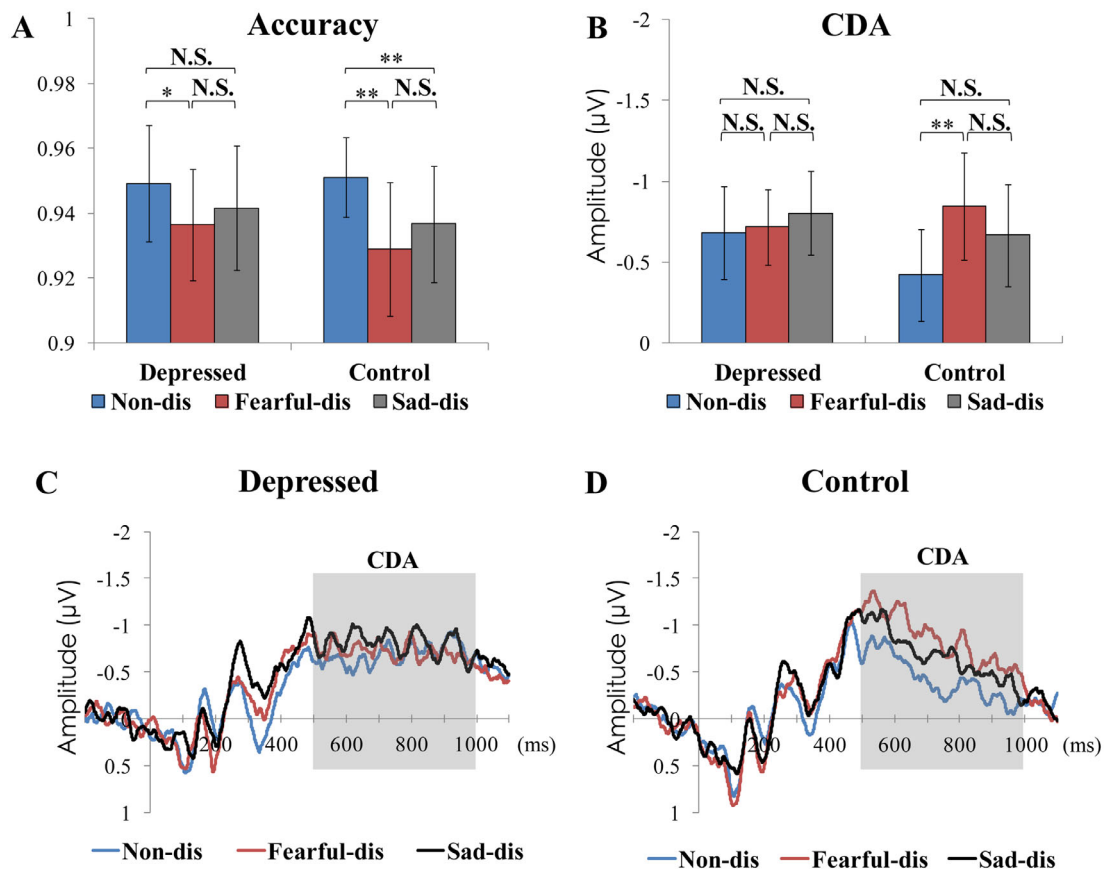 A Accuracy
1
0.98
0.96
0.94
0.92
0.9
N.S.
* N.S.
**
** N.S.
Depressed Control
Non-dis Fearful-dis Sad-dis
B CDA
Amplitude (µV)
-2
-1.5
-1
-0.5
0
N.S.
N.S. N.S.
N.S.
** N.S.
Depressed Control
Non-dis Fearful-dis Sad-dis
C Depressed
Amplitude (µV)
-2
-1.5
-1
-0.5
0
0.5
1
CDA
200 400 600 800 1000 (ms)
Non-dis Fearful-dis Sad-dis
D Control
Amplitude (µV)
-2
-1.5
-1
-0.5
0
0.5
1
CDA
200 400 600 800 1000 (ms)
Non-dis Fearful-dis Sad-dis